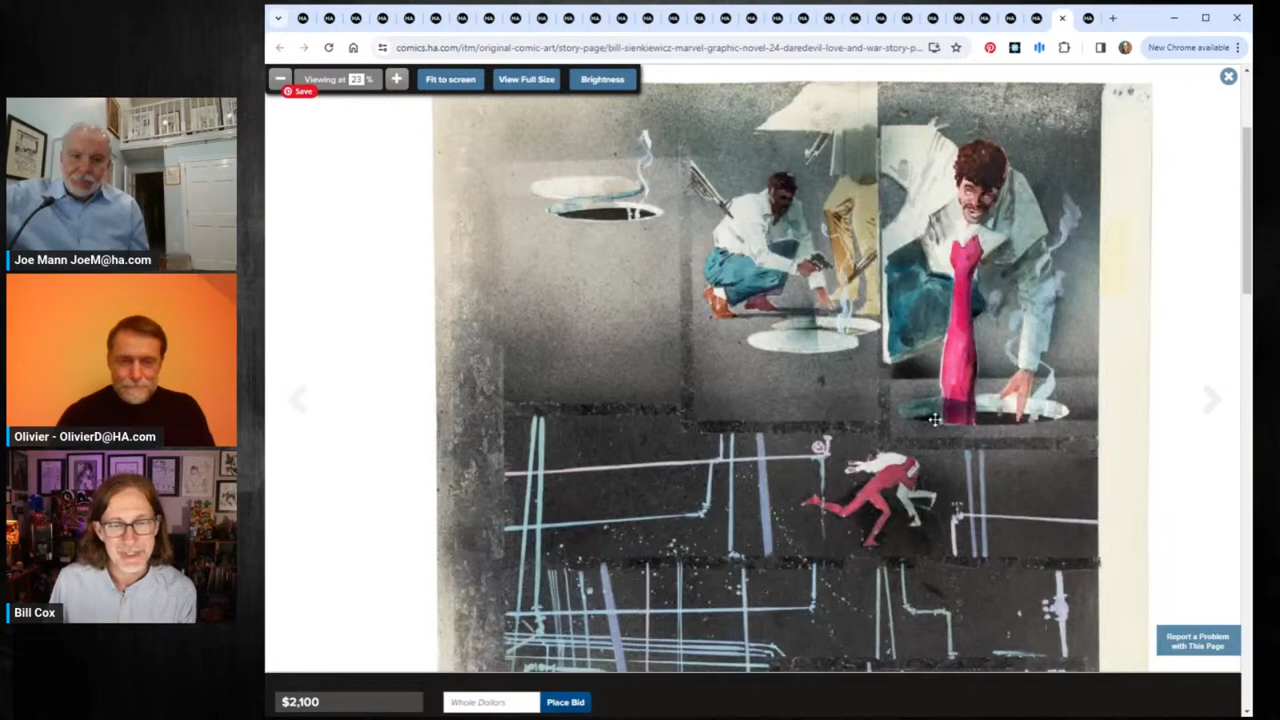 comics.ha.com/itm/original-comic-art/story-page/bill-sienkiewicz-marvel-graphic-novel-24-daredevil-love-and-war-story-p...
New Chrome available
Viewing at 23 %
Fit to screen
View Full Size
Brightness
Save
Joe Mann JoeM@ha.com
Olivier - OlivierD@HA.com
Bill Cox
Report a Problem
with This Page
$2,100
Whole Dollars
Place Bid